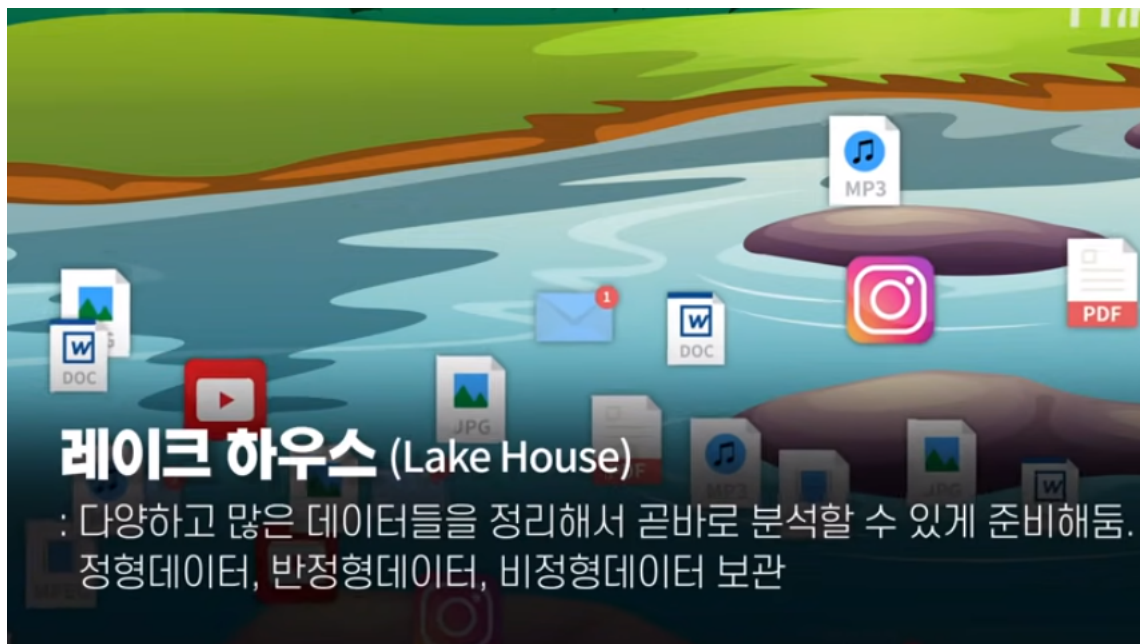 MP3
PDF
1
DOC
DOC
JPG
레이크 하우스 (Lake House)
MP3
JPG
: 다양하고 많은 데이터들을 정리해서 곧바로 분석할 수 있게 준비해둠.
정형데이터, 반정형데이터, 비정형데이터 보관
MPEG